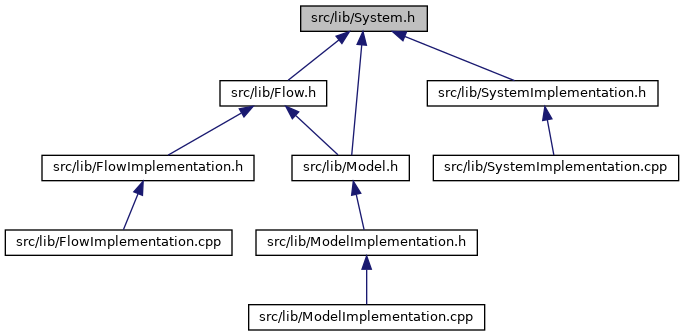 src/lib/System.h
src/lib/Flow.h
src/lib/SystemImplementation.h
src/lib/FlowImplementation.h
src/lib/Model.h
src/lib/SystemImplementation.cpp
src/lib/FlowImplementation.cpp
src/lib/ModelImplementation.h
src/lib/ModelImplementation.cpp